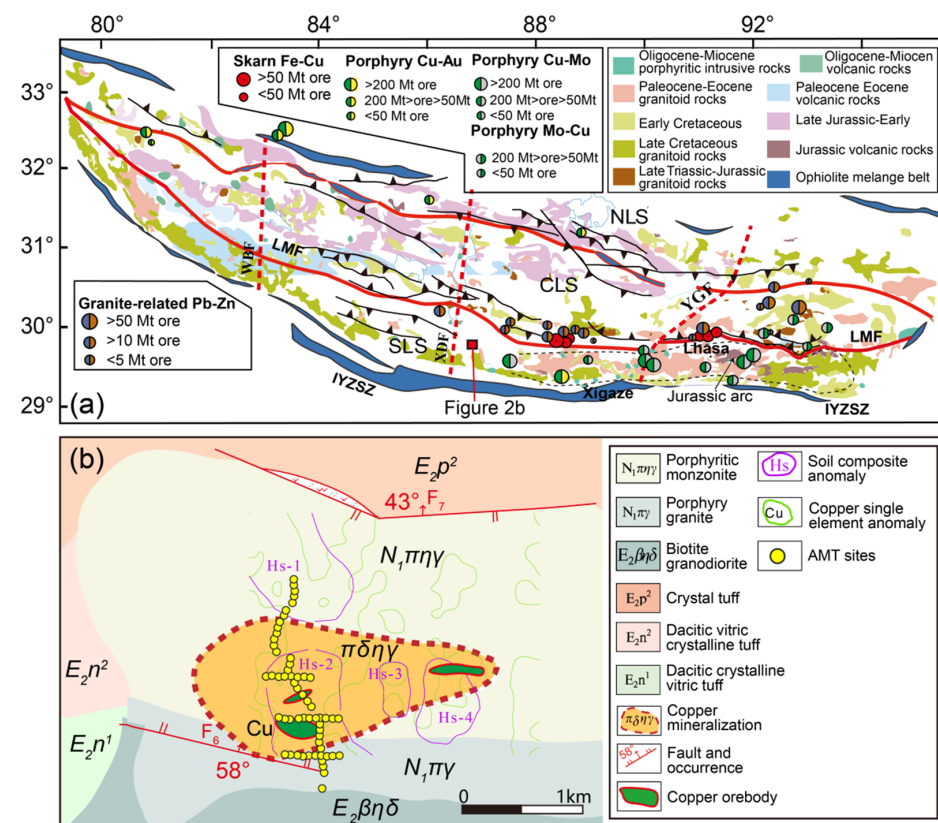 80°
84°
88°
92°
33°
32°
31°
30°
29°
Skarn Fe-Cu
>50 Mt ore
<50 Mt ore
Porphyry Cu-Au
>200 Mt ore
200 Mt>ore>50Mt
<50 Mt ore
Porphyry Cu-Mo
>200 Mt ore
200 Mt>ore>50Mt
<50 Mt ore
Porphyry Mo-Cu
200 Mt>ore>50Mt
<50 Mt ore
Oligocene-Miocene
porphyritic intrusive rocks
Paleocene-Eocene
granitoid rocks
Early Cretaceous
Late Cretaceous
granitoid rocks
Late Triassic-Jurassic
granitoid rocks
Oligocene-Miocen
volcanic rocks
Paleocene Eocene
volcanic rocks
Late Jurassic-Early
Jurassic volcanic rocks
Ophiolite melange belt
Granite-related Pb-Zn
>50 Mt ore
>10 Mt ore
<5 Mt ore
WBF
LMF
NLS
CLS
YGF
SLS
XDF
Lhasa
LMF
IYZSZ
Xigaze
Jurassic arc
IYZSZ
Figure 2b
(a)
(b)
E₂p²
43°
F₇
N₁πηγ
Hs-1
πδηγ
Hs-2
Hs-3
Hs-4
Cu
E₂n²
E₂n¹
F₆
58°
N₁πγ
E₂βηδ
0
1km
N₁πηγ
Porphyritic
monzonite
N₁πγ
Porphyry
granite
E₂βηδ
Biotite
granodiorite
E₂p²
Crystal tuff
E₂n²
Dacitic vitric
crystalline tuff
E₂n¹
Dacitic crystalline
vitric tuff
πδηγ
Copper
mineralization
58°
Fault and
occurrence
Copper orebody
Hs
Soil composite
anomaly
Cu
Copper single
element anomaly
AMT sites